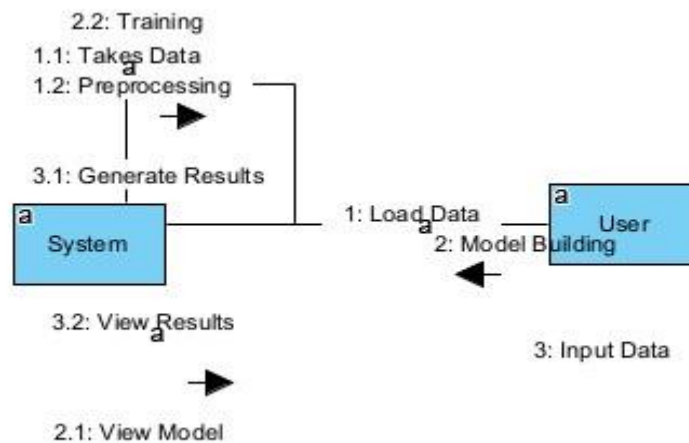 2.2: Training
1.1: Takes Data
a
1.2: Preprocessing
3.1: Generate Results
a
System
1: Load Data
a
2: Model Building
a
User
3.2: View Results
a
3: Input Data
2.1: View Model